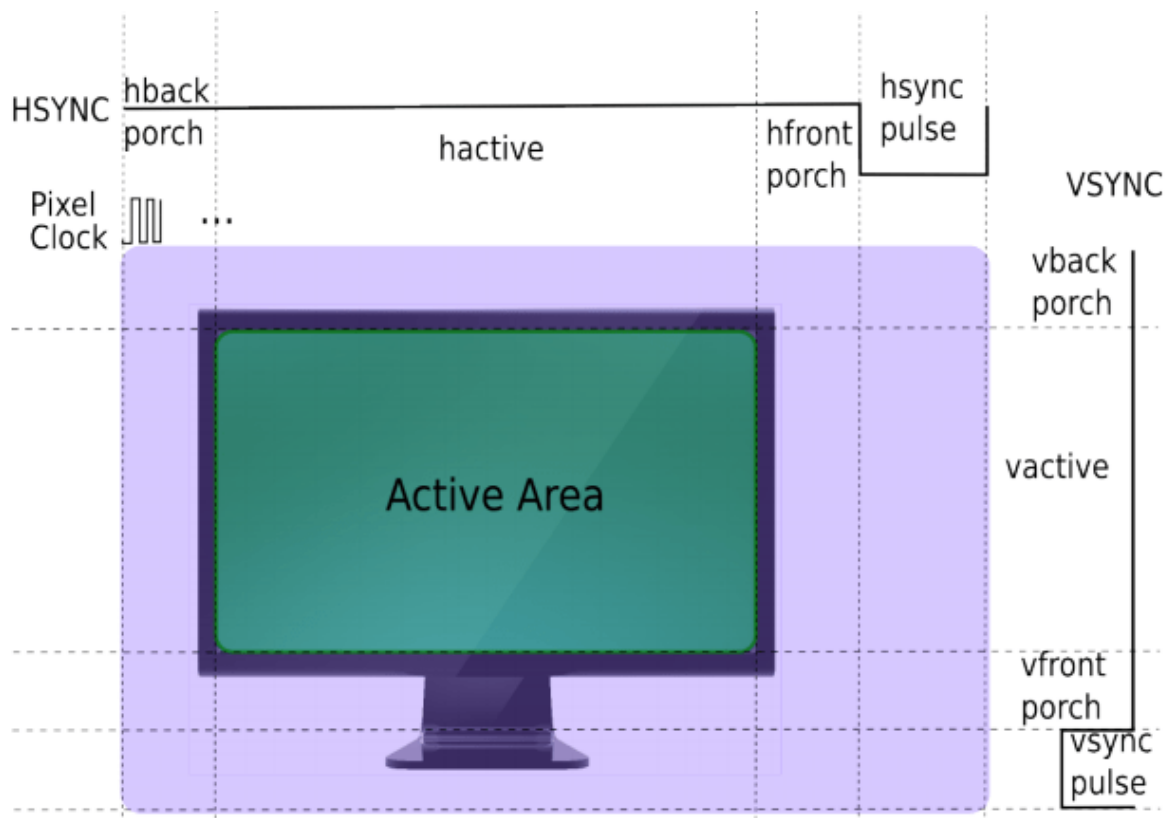 hback
porch
HSYNC
hactive
hfront
porch
hsync
pulse
VSYNC
Pixel
Clock
...
vback
porch
Active Area
vactive
vfront
porch
vsync
pulse